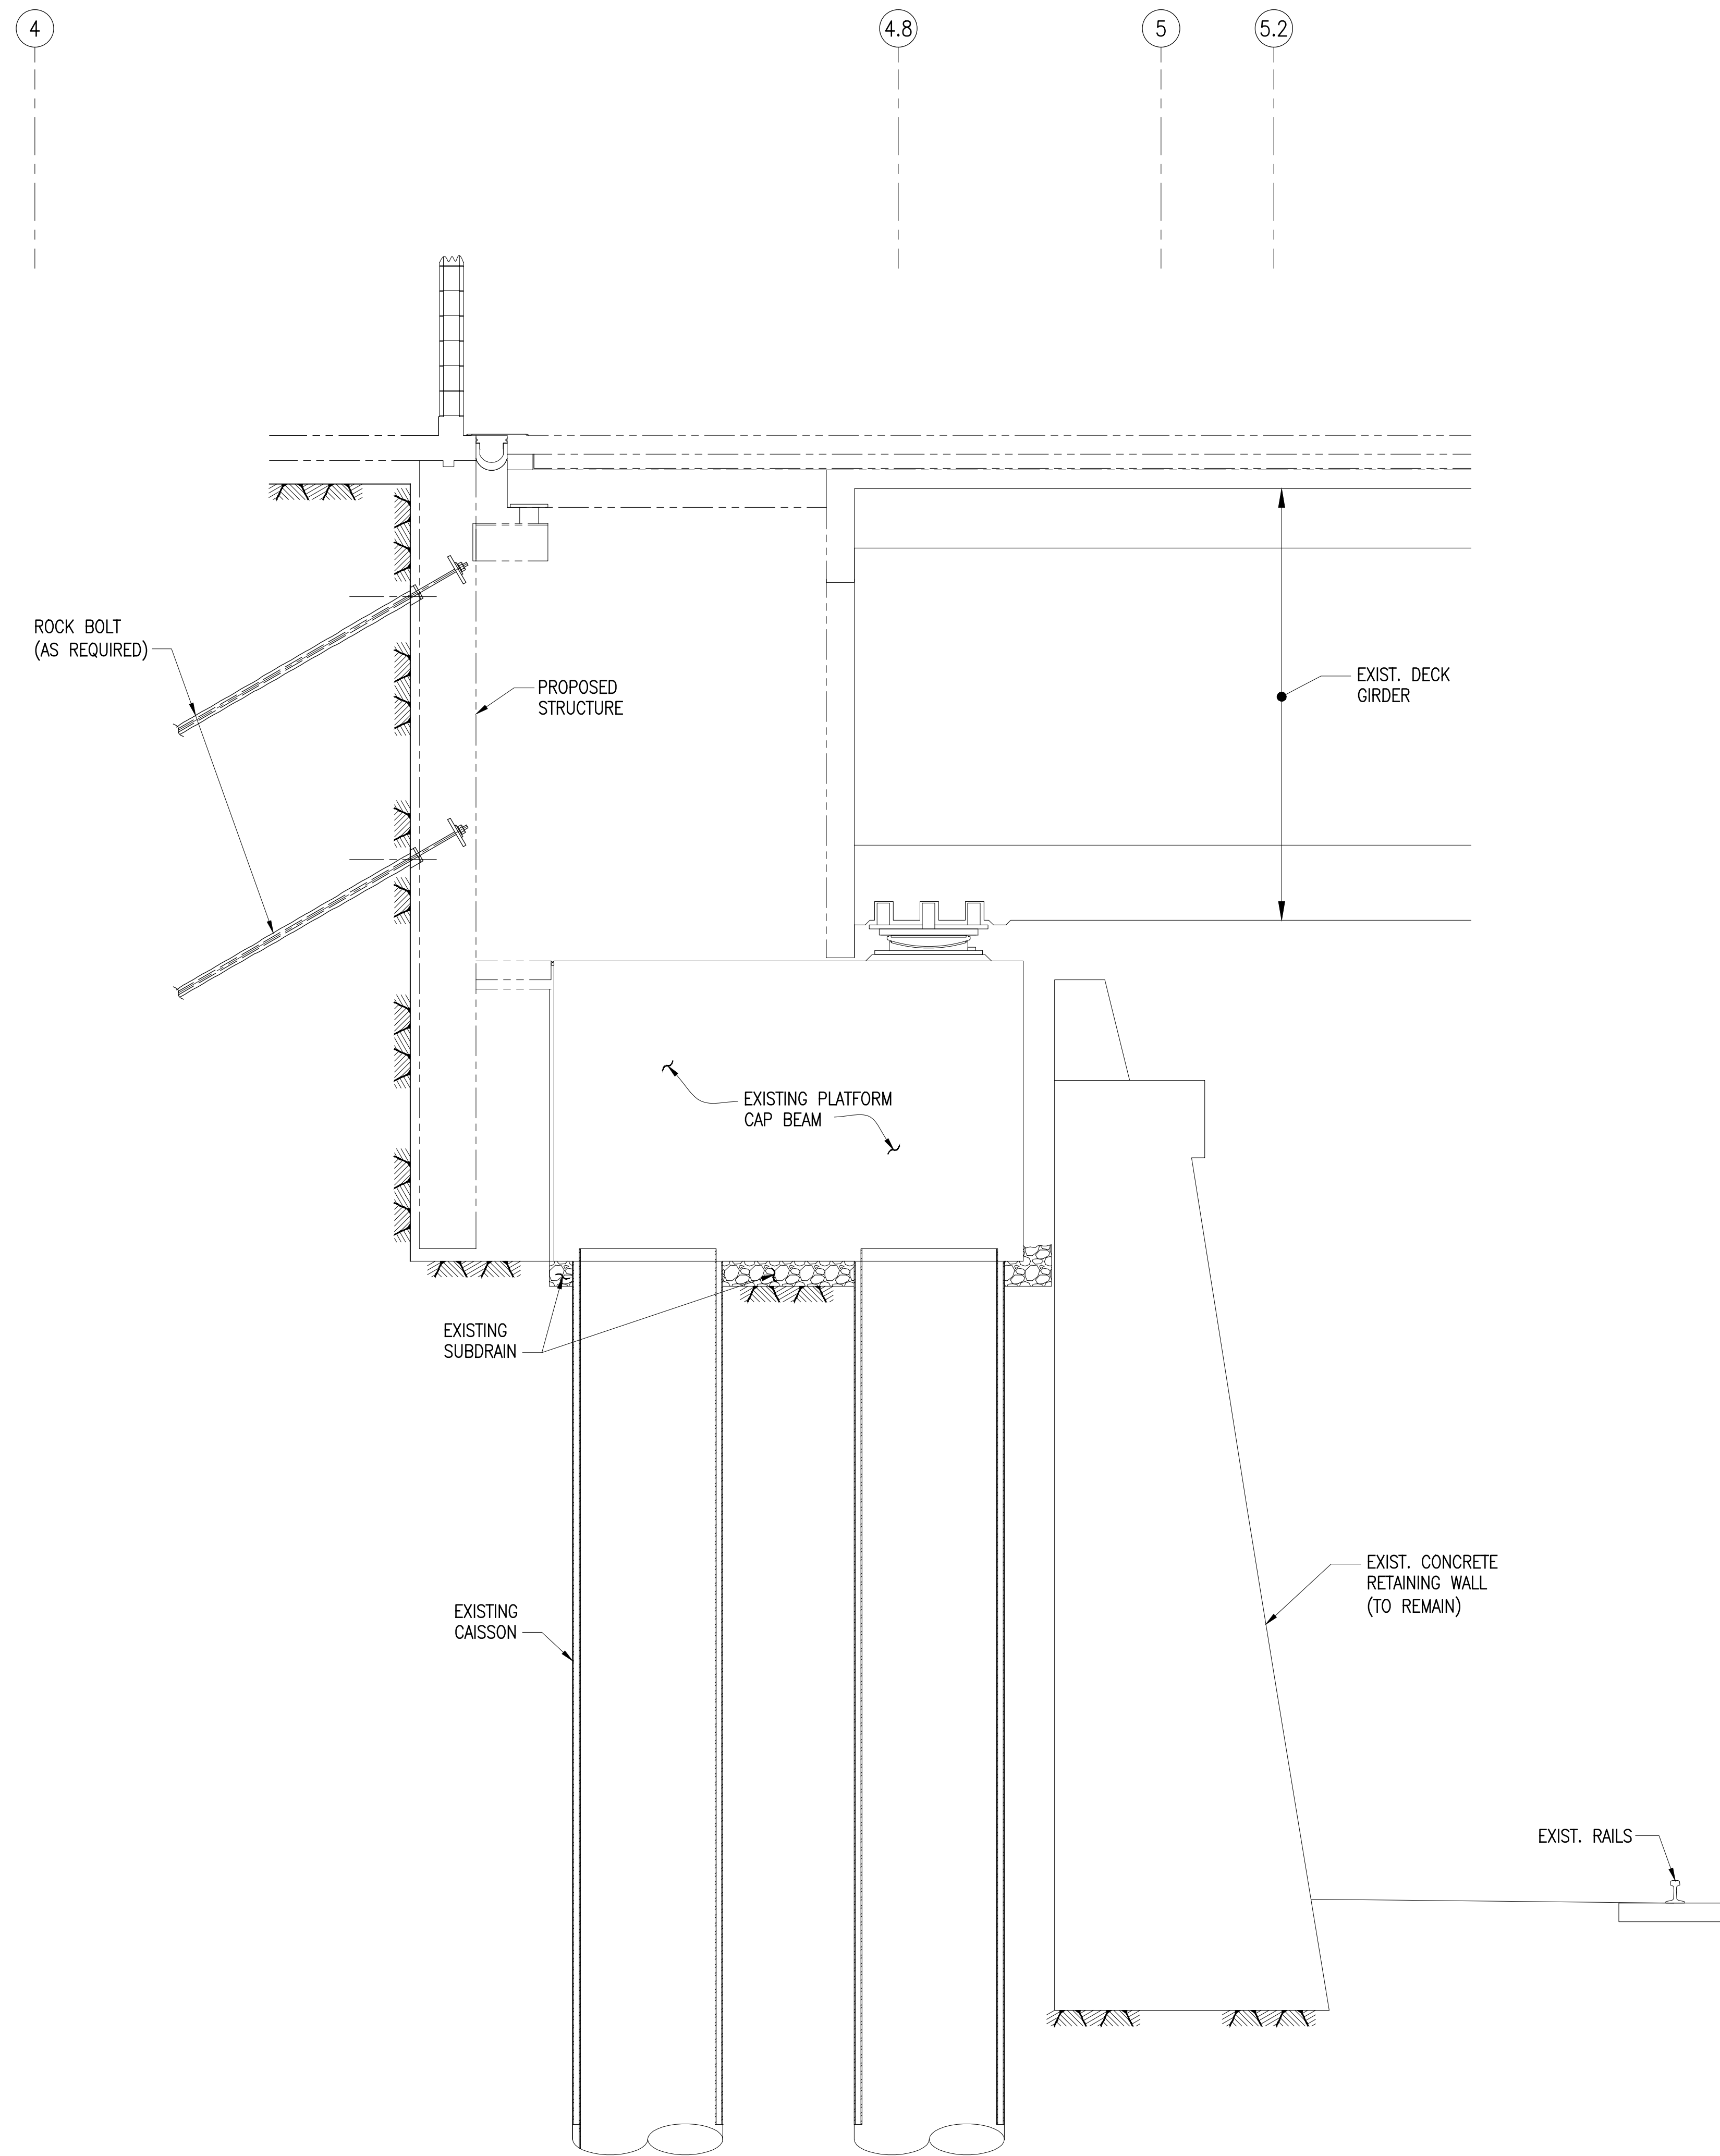 4
4.8
5
5.2
ROCK BOLT
(AS REQUIRED)
PROPOSED
STRUCTURE
EXIST. DECK
GIRDER
EXISTING PLATFORM
CAP BEAM
EXISTING
SUBDRAIN
EXIST. CONCRETE
RETAINING WALL
(TO REMAIN)
EXISTING
CAISSON
EXIST. RAILS